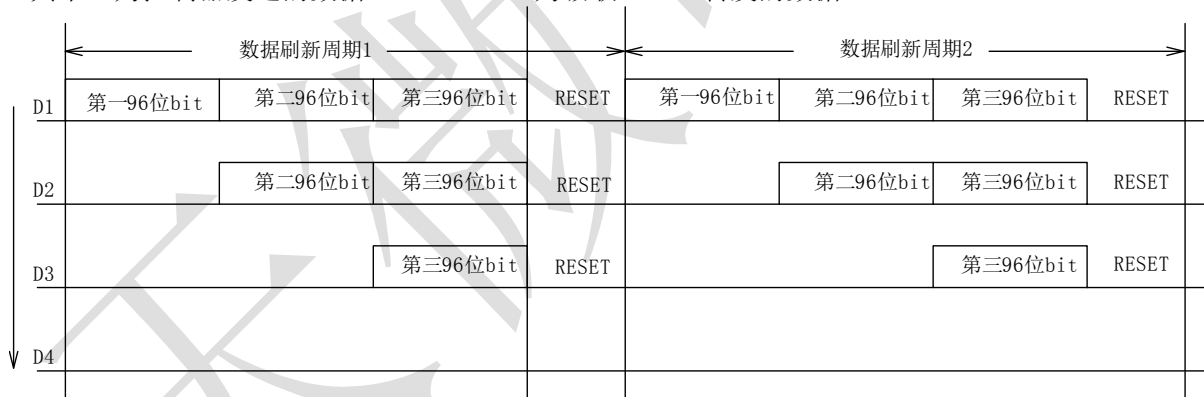 数据刷新周期1 数据刷新周期2
D1 第一96位bit 第二96位bit 第三96位bit RESET 第一96位bit 第二96位bit 第三96位bit RESET
D2 第二96位bit 第三96位bit RESET 第二96位bit 第三96位bit RESET
D3 第三96位bit RESET 第三96位bit RESET
D4